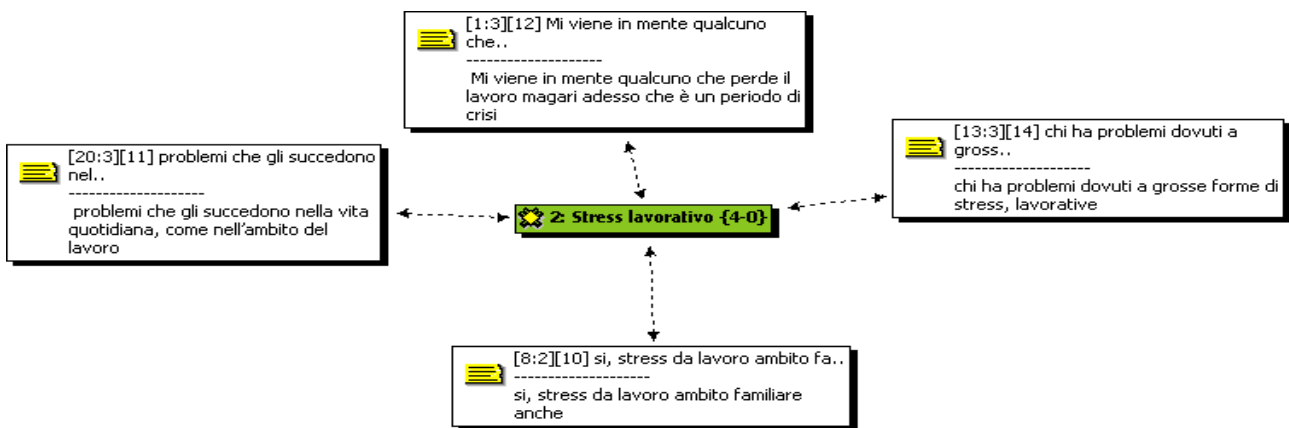 [1:3][12] Mi viene in mente qualcuno
che..
--------------------
Mi viene in mente qualcuno che perde il
lavoro magari adesso che è un periodo di
crisi
[13:3][14] chi ha problemi dovuti a
gross..
--------------------
chi ha problemi dovuti a grosse forme di
stress, lavorative
[20:3][11] problemi che gli succedono
nel..
--------------------
problemi che gli succedono nella vita
quotidiana, come nell'ambito del
lavoro
2: Stress lavorativo {4-0}
[8:2][10] si, stress da lavoro ambito fa..
--------------------
si, stress da lavoro ambito familiare
anche